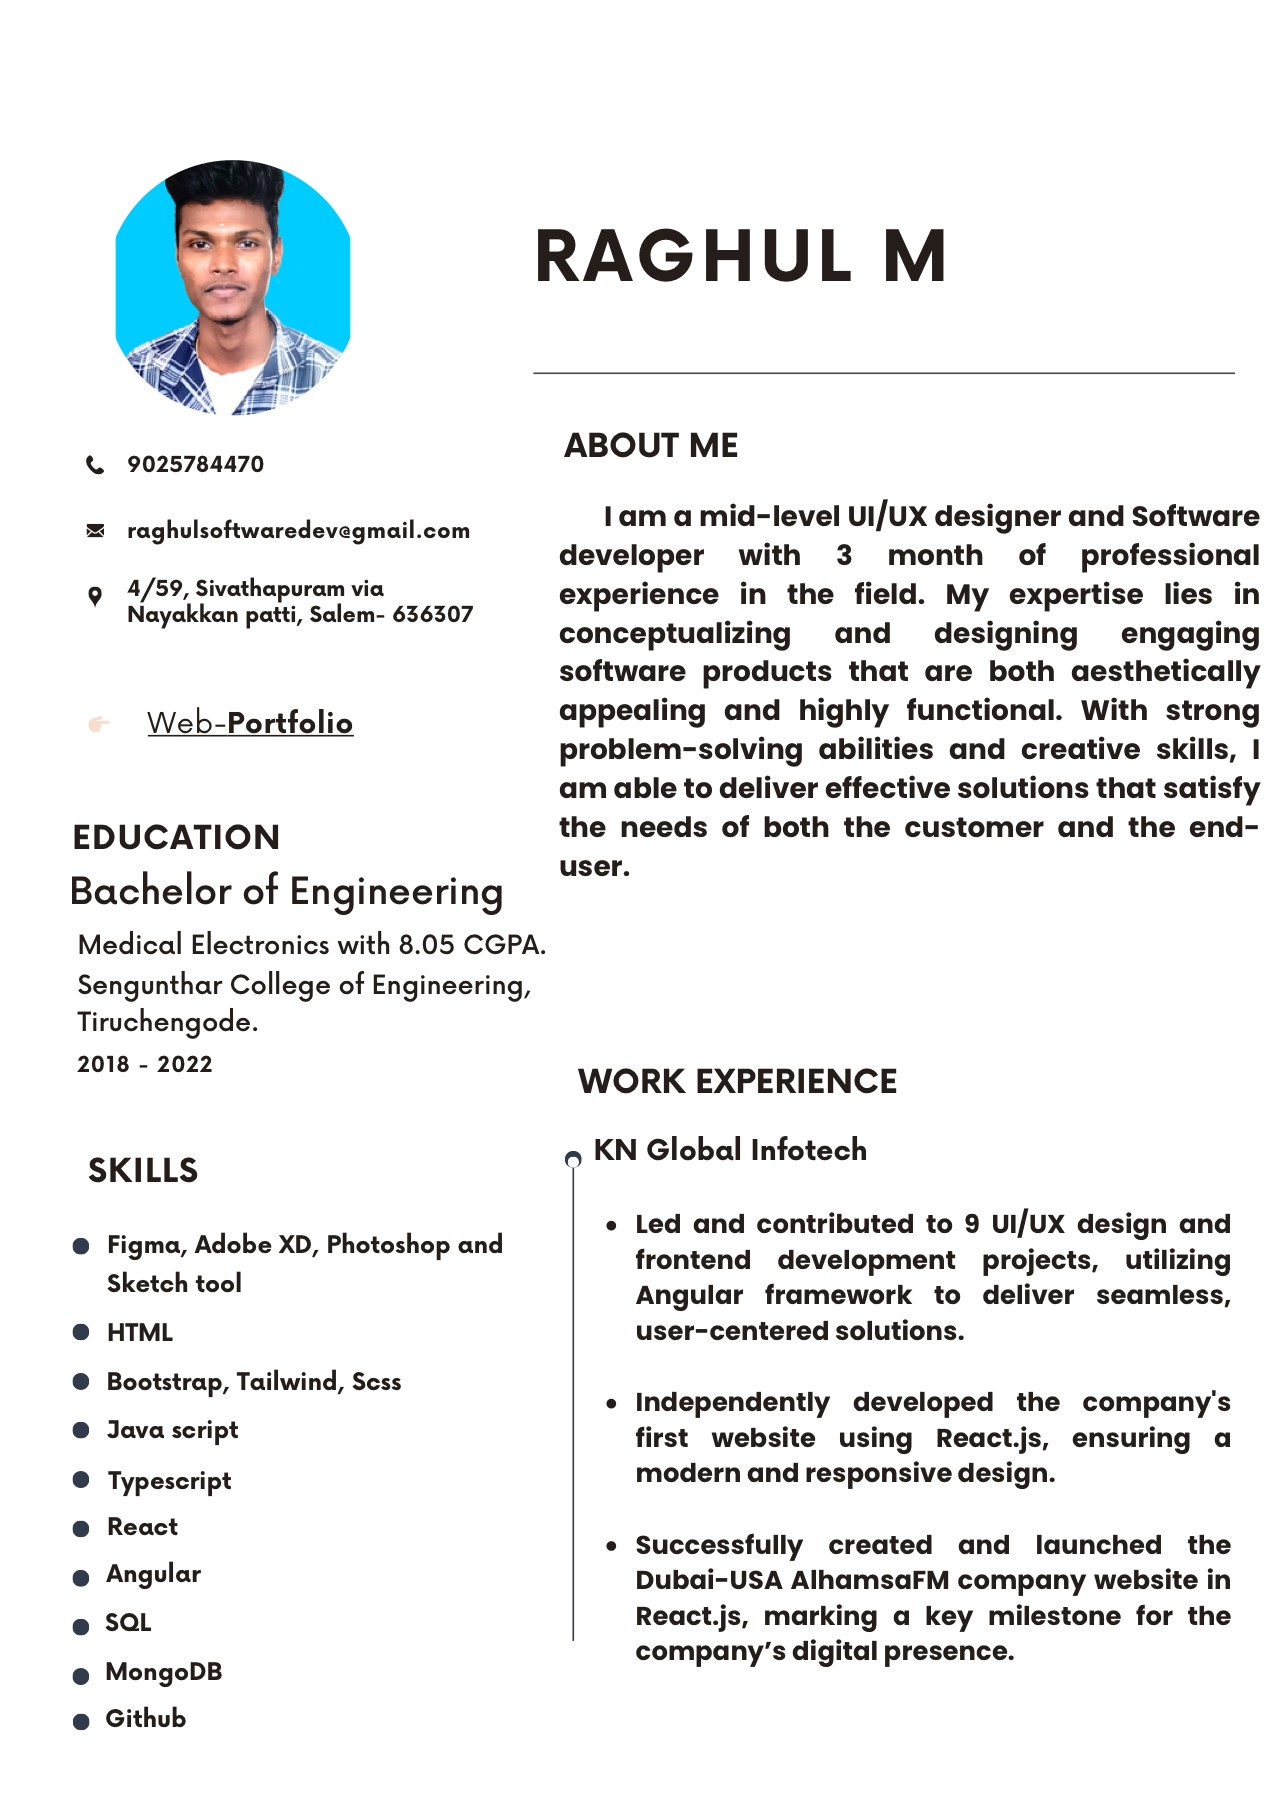 RAGHUL M
9025784470
raghulsoftwaredev@gmail.com
4/59, Sivathapuram via
Nayakkan patti, Salem- 636307
Web-Portfolio
EDUCATION
Bachelor of Engineering
Medical Electronics with 8.05 CGPA.
Sengunthar College of Engineering,
Tiruchengode.
2018 - 2022
SKILLS
Figma, Adobe XD, Photoshop and
Sketch tool
HTML
Bootstrap, Tailwind, Scss
Java script
Typescript
React
Angular
SQL
MongoDB
Github
ABOUT ME
I am a mid-level UI/UX designer and Software
developer with 3 month of professional
experience in the field. My expertise lies in
conceptualizing and designing engaging
software products that are both aesthetically
appealing and highly functional. With strong
problem-solving abilities and creative skills, I
am able to deliver effective solutions that satisfy
the needs of both the customer and the end-
user.
WORK EXPERIENCE
KN Global Infotech
• Led and contributed to 9 UI/UX design and
frontend development projects, utilizing
Angular framework to deliver seamless,
user-centered solutions.
• Independently developed the company's
first website using React.js, ensuring a
modern and responsive design.
• Successfully created and launched the
Dubai-USA AlhamsaFM company website in
React.js, marking a key milestone for the
company’s digital presence.